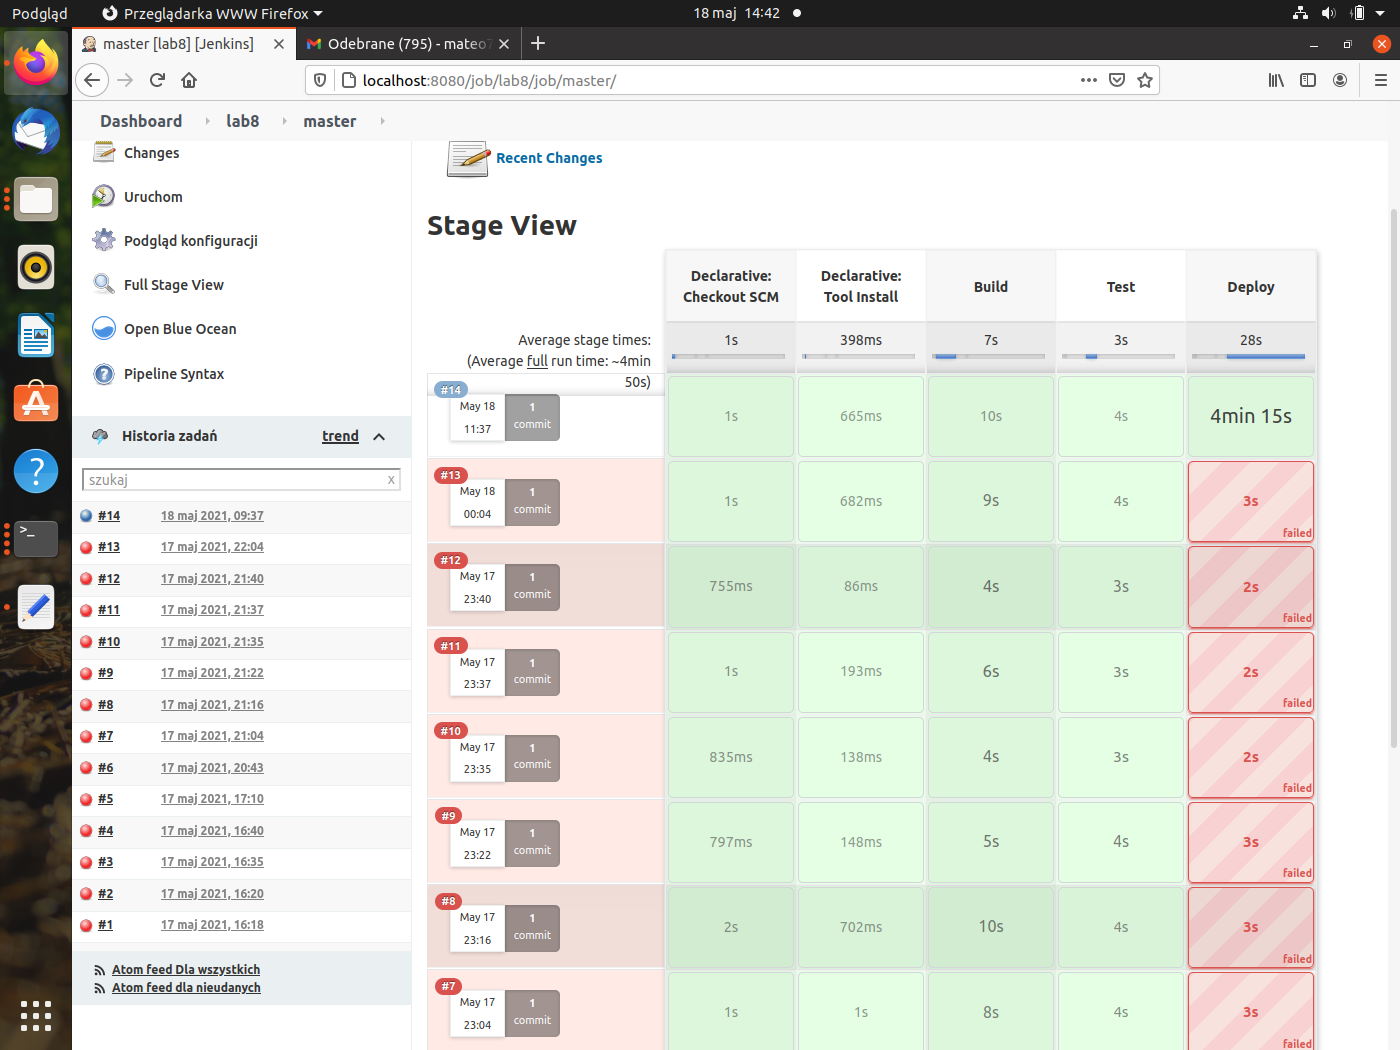 Podgląd
Przeglądarka WWW Firefox
18 maj 14:42
master [lab8] [Jenkins]
Odebrane (795) - mateo7
localhost:8080/job/lab8/job/master/
Dashboard
lab8
master
Changes
Uruchom
Podgląd konfiguracji
Full Stage View
Open Blue Ocean
Pipeline Syntax
Historia zadań
trend
szukaj
x
#14 18 maj 2021, 09:37
#13 17 maj 2021, 22:04
#12 17 maj 2021, 21:40
#11 17 maj 2021, 21:37
#10 17 maj 2021, 21:35
#9 17 maj 2021, 21:22
#8 17 maj 2021, 21:16
#7 17 maj 2021, 21:04
#6 17 maj 2021, 20:43
#5 17 maj 2021, 17:10
#4 17 maj 2021, 16:40
#3 17 maj 2021, 16:35
#2 17 maj 2021, 16:20
#1 17 maj 2021, 16:18
Atom feed Dla wszystkich
Atom feed dla nieudanych
Recent Changes
Stage View
Declarative: Checkout SCM
Declarative: Tool Install
Build
Test
Deploy
Average stage times:
(Average full run time: ~4min
50s)
1s 398ms 7s 3s 28s
#14
May 18
11:37
1
commit
1s 665ms 10s 4s 4min 15s
#13
May 18
00:04
1
commit
1s 682ms 9s 4s 3s
failed
#12
May 17
23:40
1
commit
755ms 86ms 4s 3s 2s
failed
#11
May 17
23:37
1
commit
1s 193ms 6s 3s 2s
failed
#10
May 17
23:35
1
commit
835ms 138ms 4s 3s 2s
failed
#9
May 17
23:22
1
commit
797ms 148ms 5s 4s 3s
failed
#8
May 17
23:16
1
commit
2s 702ms 10s 4s 3s
failed
#7
May 17
23:04
1
commit
1s 1s 8s 4s 3s
failed